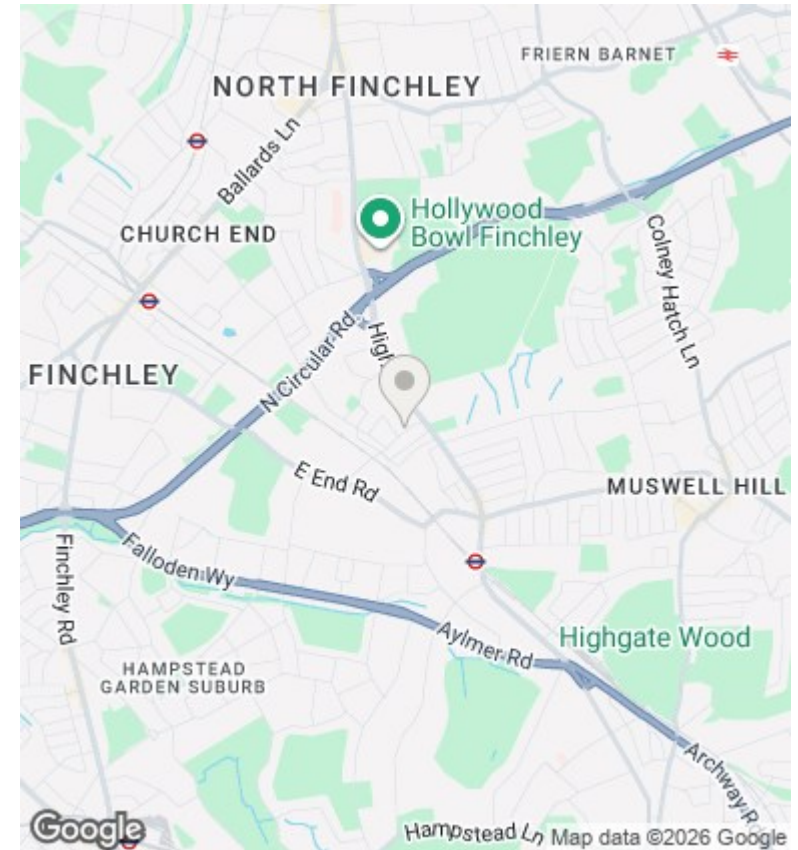 FRIERN BARNET
NORTH FINCHLEY
Ballards Ln
Hollywood
Bowl Finchley
CHURCH END
Colney Hatch Ln
N Circular Rd
High
FINCHLEY
E End Rd
MUSWELL HILL
Falloden Wy
Finchley Rd
Aylmer Rd
Highgate Wood
HAMPSTEAD
GARDEN SUBURB
Archway R
Google
Hampstead Ln
Map data ©2026 Google